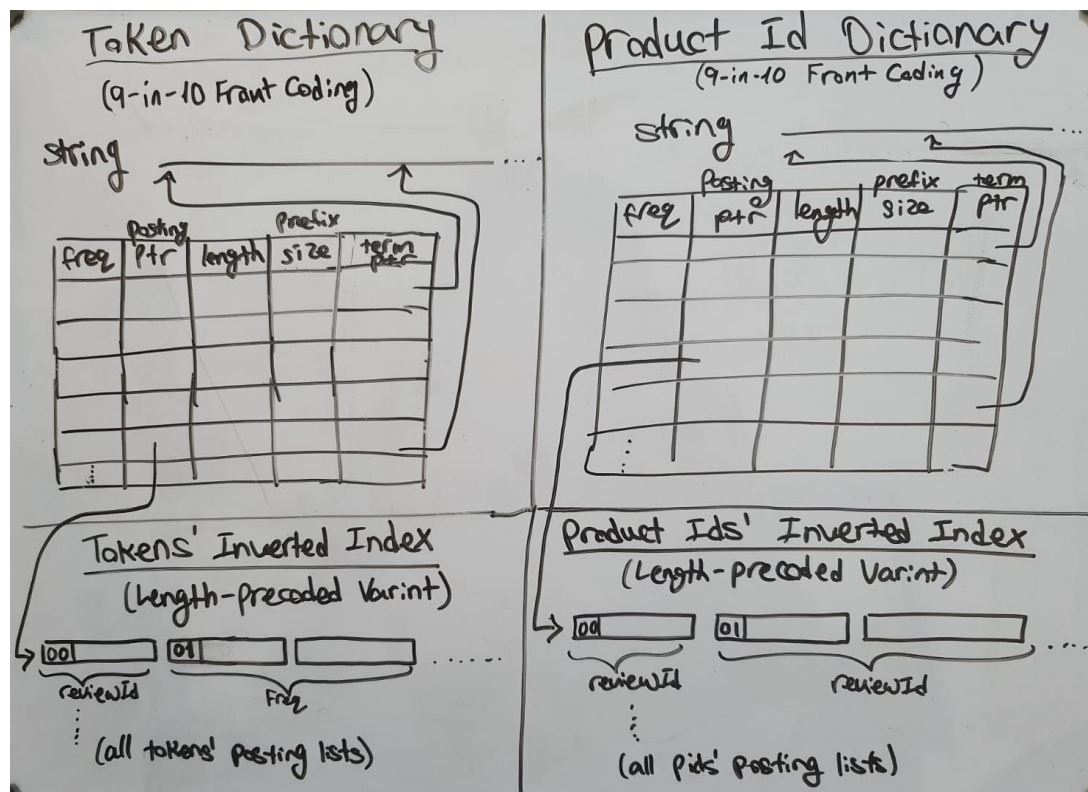 Token Dictionary
(9-in-10 Front Coding)
string ....
freq
posting ptr
length
prefix size
term ptr
Tokens' Inverted Index
(Length-precoded Varint)
00 01 ......
reviewId Freq
(all tokens' posting lists)
Product Id Dictionary
(9-in-10 Front Coding)
string ...
freq
Posting ptr
length
prefix size
term ptr
Product Ids' Inverted Index
(Length-precoded Varint)
00 01 ....
reviewId reviewId
(all pids' posting lists)